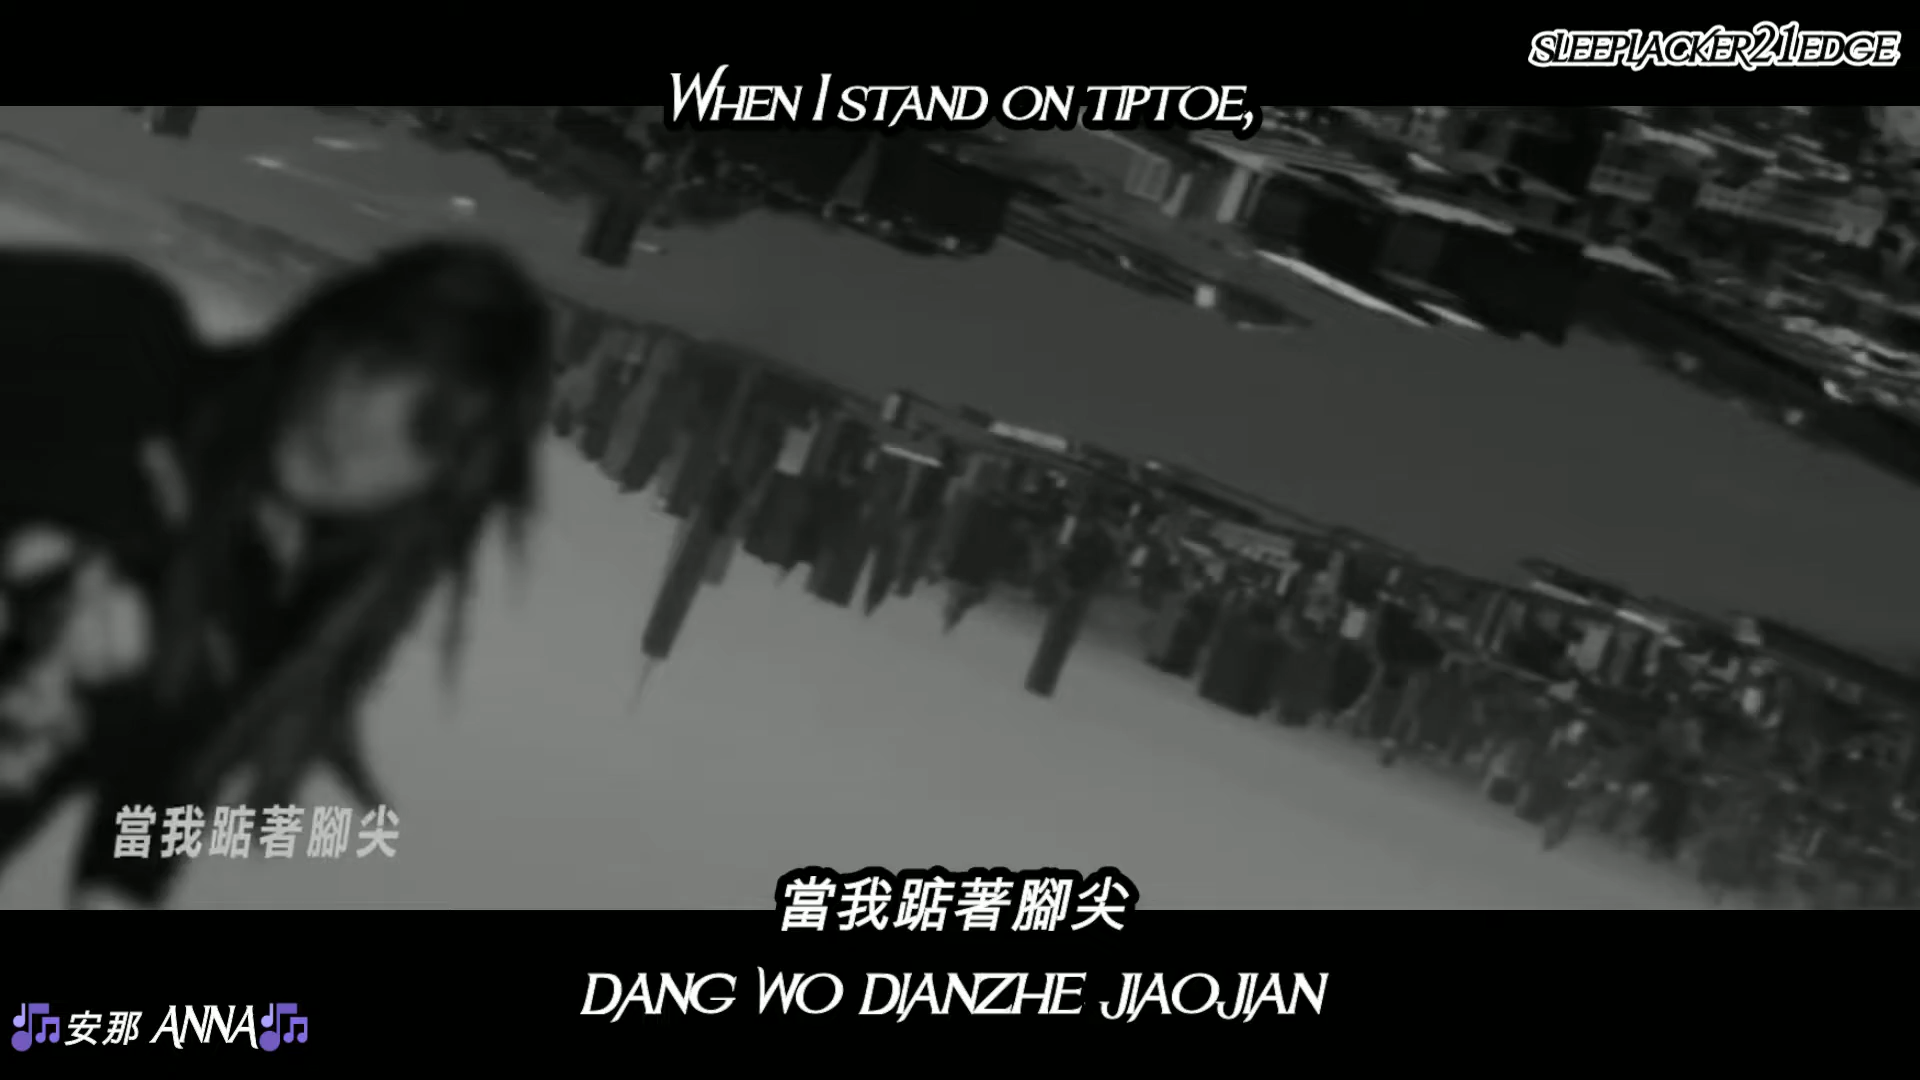 SLEEPJACKER21EDGE
WHEN I STAND ON TIPTOE,
當我踮著腳尖
當我踮著腳尖
DANG WO DIANZHE JIAOJIAN
安那 ANNA